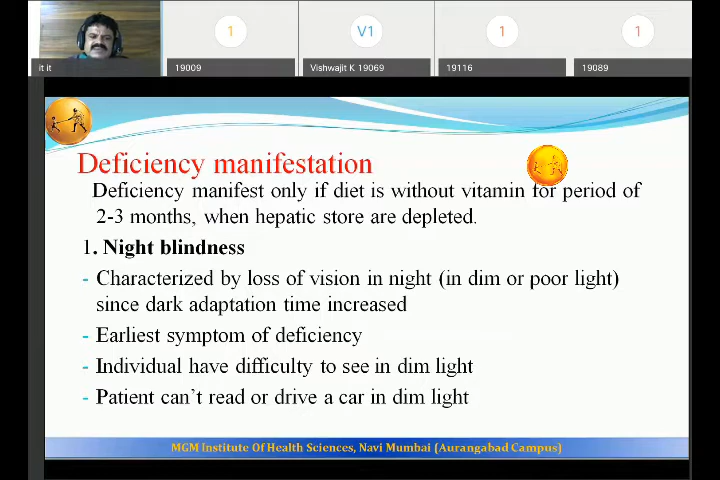 1
V1
1
1
it it
19009
Vishwajit K 19069
19116
19089
Deficiency manifestation
Deficiency manifest only if diet is without vitamin for period of
2-3 months, when hepatic store are depleted.
1. Night blindness
- Characterized by loss of vision in night (in dim or poor light)
since dark adaptation time increased
- Earliest symptom of deficiency
- Individual have difficulty to see in dim light
- Patient can't read or drive a car in dim light
MGM Institute Of Health Sciences, Navi Mumbai (Aurangabad Campus)